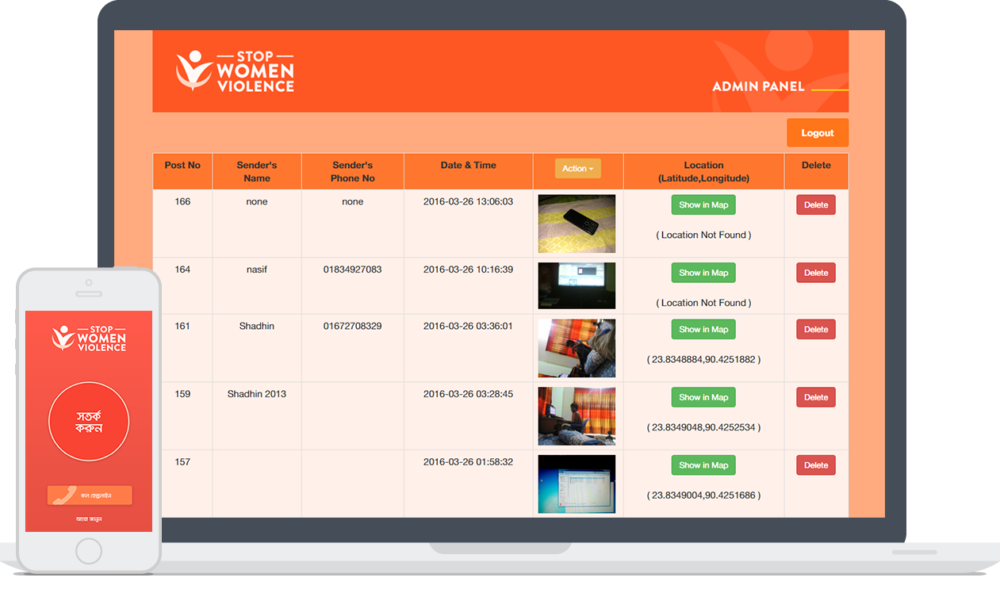 STOP
WOMEN
VIOLENCE
ADMIN PANEL
Logout
Post No
Sender's
Name
Sender's
Phone No
Date & Time
Action
Location
(Latitude,Longitude)
Delete
166
none
none
2016-03-26 13:06:03
Show in Map
( Location Not Found )
Delete
164
nasif
01834927083
2016-03-26 10:16:39
Show in Map
( Location Not Found )
Delete
161
Shadhin
01672708329
2016-03-26 03:36:01
Show in Map
( 23.8348884,90.4251882 )
Delete
159
Shadhin 2013
2016-03-26 03:28:45
Show in Map
( 23.8349048,90.4252534 )
Delete
157
2016-03-26 01:58:32
Show in Map
( 23.8349004,90.4251686 )
Delete
STOP
WOMEN
VIOLENCE
সতর্ক
করুন
কল হেল্পলাইন
আরো জানুন